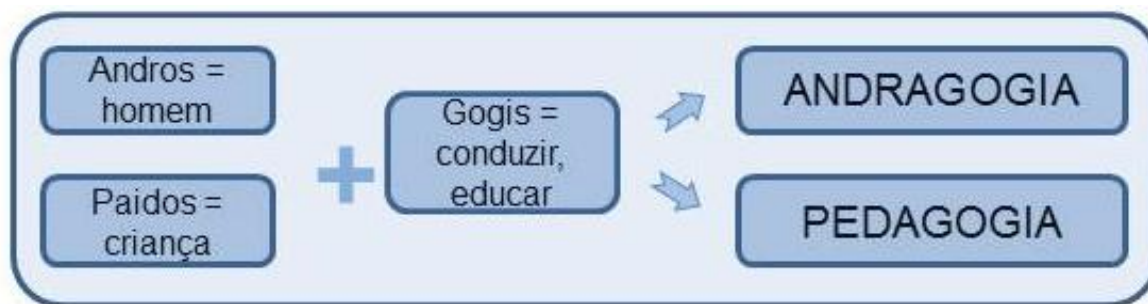 Andros =
homem
Paidos =
criança
Gogis =
conduzir,
educar
ANDRAGOGIA
PEDAGOGIA